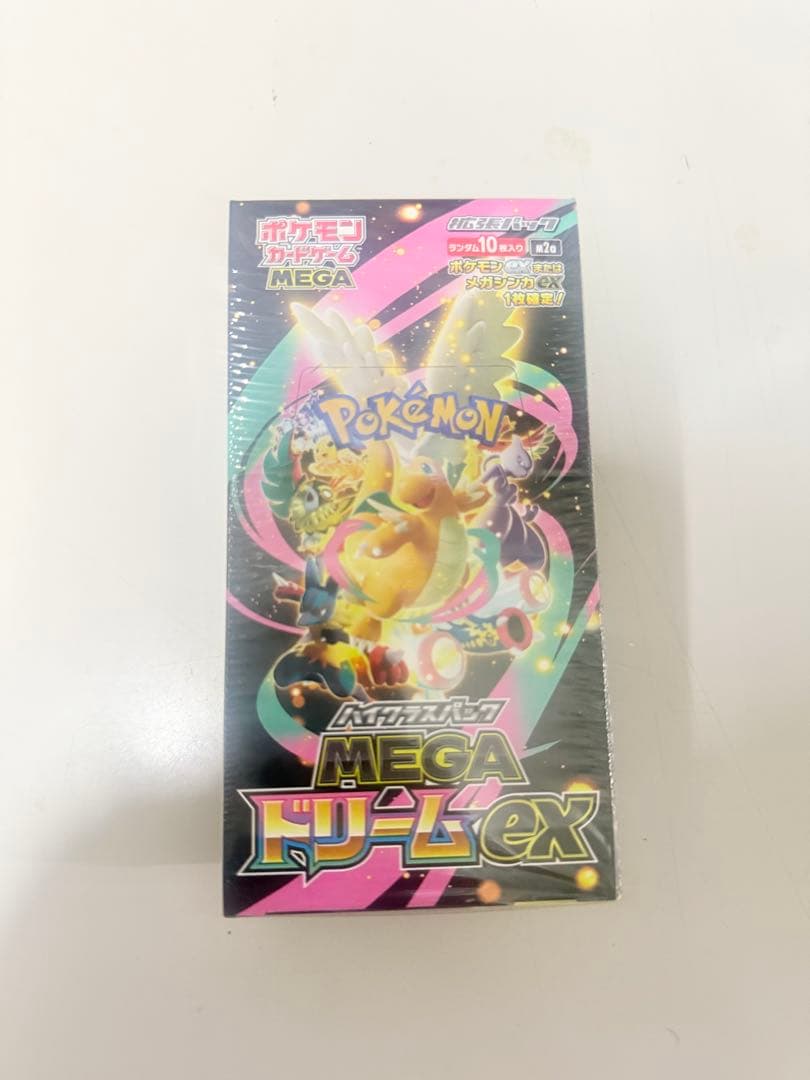 ポケモン
カードゲーム
MEGA
拡張パック
ランダム10枚入り M2a
ポケモンexまたは
メガシンカex
1枚確定!
POKéMON
ハイクラスパック
MEGA
ドリームex